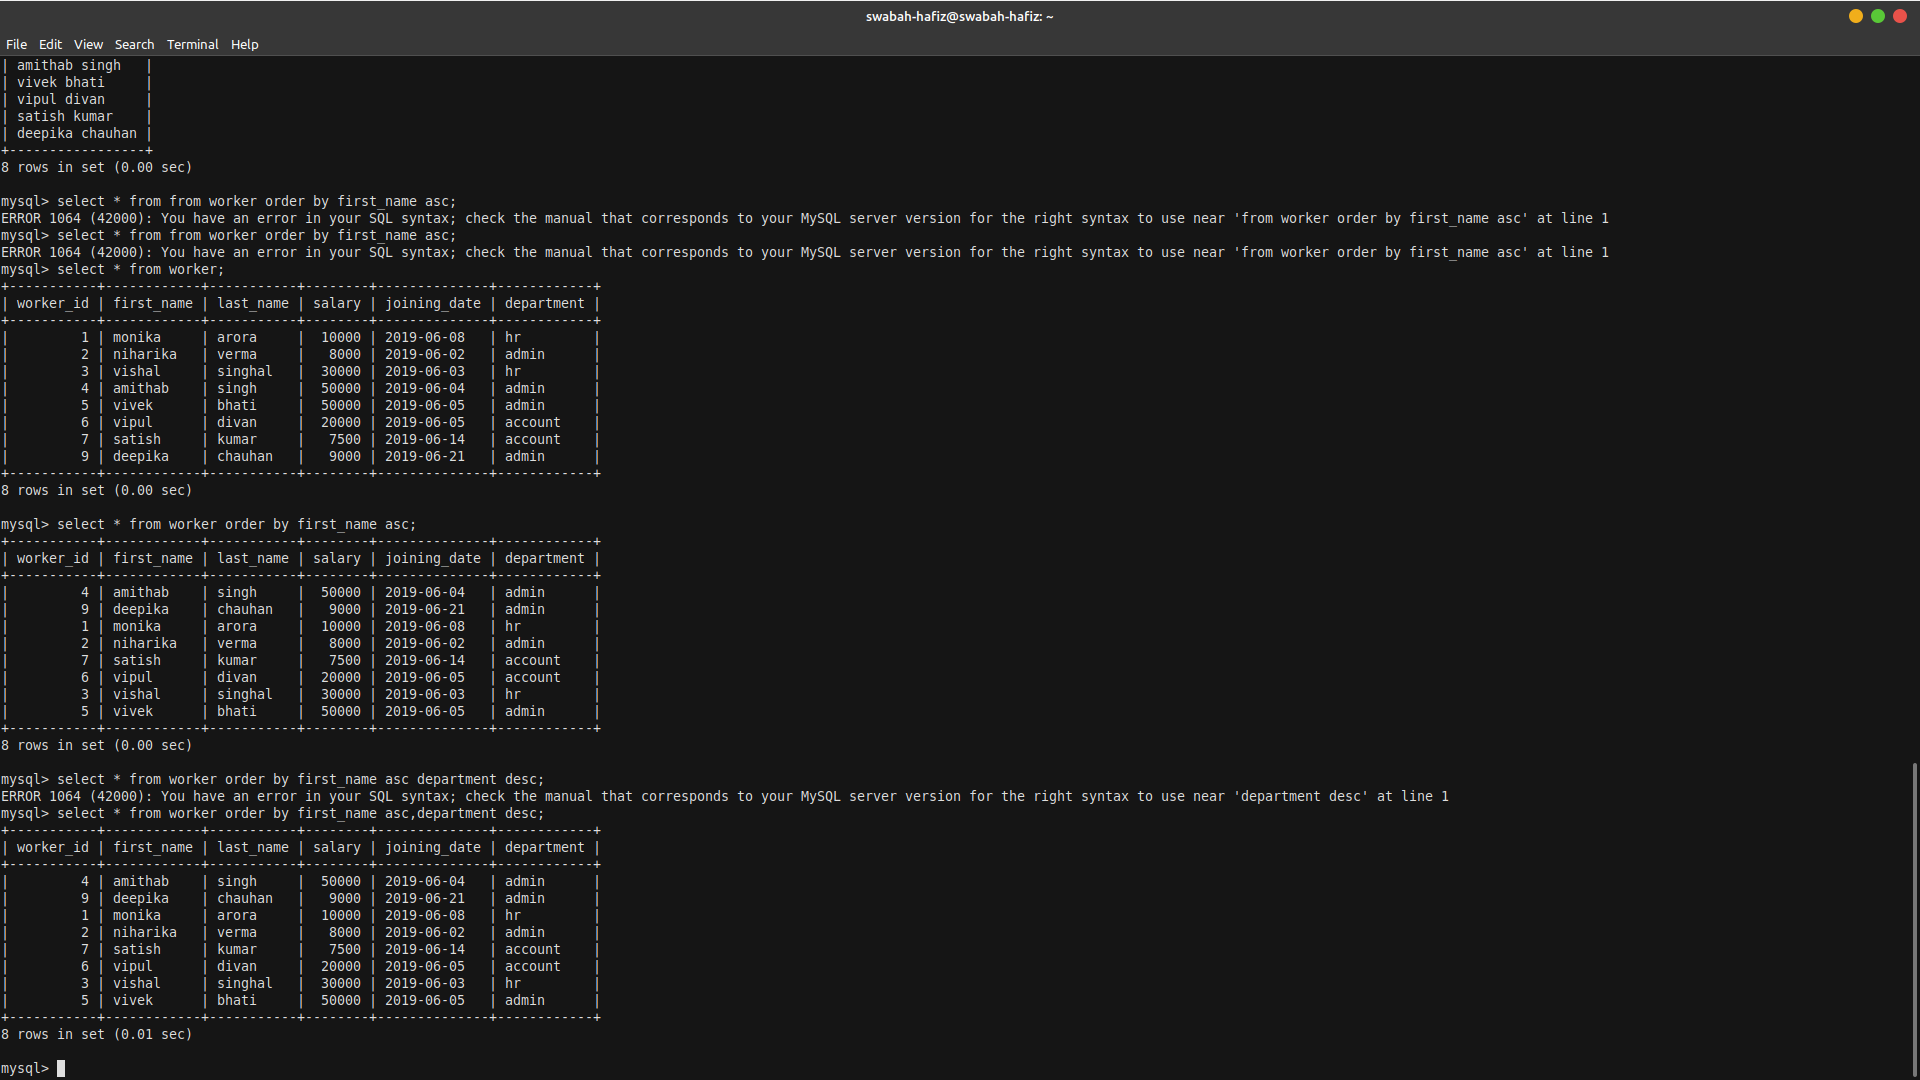 swabah-hafiz@swabah-hafiz: ~
File Edit View Search Terminal Help
| amithab singh   |
| vivek bhati     |
| vipul divan     |
| satish kumar    |
| deepika chauhan |
+-----------------+
8 rows in set (0.00 sec)

mysql> select * from from worker order by first_name asc;
ERROR 1064 (42000): You have an error in your SQL syntax; check the manual that corresponds to your MySQL server version for the right syntax to use near 'from worker order by first_name asc' at line 1
mysql> select * from from worker order by first_name asc;
ERROR 1064 (42000): You have an error in your SQL syntax; check the manual that corresponds to your MySQL server version for the right syntax to use near 'from worker order by first_name asc' at line 1
mysql> select * from worker;
+-----------+------------+-----------+--------+--------------+------------+
| worker_id | first_name | last_name | salary | joining_date | department |
+-----------+------------+-----------+--------+--------------+------------+
|         1 | monika     | arora     |  10000 | 2019-06-08   | hr         |
|         2 | niharika   | verma     |   8000 | 2019-06-02   | admin      |
|         3 | vishal     | singhal   |  30000 | 2019-06-03   | hr         |
|         4 | amithab    | singh     |  50000 | 2019-06-04   | admin      |
|         5 | vivek      | bhati     |  50000 | 2019-06-05   | admin      |
|         6 | vipul      | divan     |  20000 | 2019-06-05   | account    |
|         7 | satish     | kumar     |   7500 | 2019-06-14   | account    |
|         9 | deepika    | chauhan   |   9000 | 2019-06-21   | admin      |
+-----------+------------+-----------+--------+--------------+------------+
8 rows in set (0.00 sec)

mysql> select * from worker order by first_name asc;
+-----------+------------+-----------+--------+--------------+------------+
| worker_id | first_name | last_name | salary | joining_date | department |
+-----------+------------+-----------+--------+--------------+------------+
|         4 | amithab    | singh     |  50000 | 2019-06-04   | admin      |
|         9 | deepika    | chauhan   |   9000 | 2019-06-21   | admin      |
|         1 | monika     | arora     |  10000 | 2019-06-08   | hr         |
|         2 | niharika   | verma     |   8000 | 2019-06-02   | admin      |
|         7 | satish     | kumar     |   7500 | 2019-06-14   | account    |
|         6 | vipul      | divan     |  20000 | 2019-06-05   | account    |
|         3 | vishal     | singhal   |  30000 | 2019-06-03   | hr         |
|         5 | vivek      | bhati     |  50000 | 2019-06-05   | admin      |
+-----------+------------+-----------+--------+--------------+------------+
8 rows in set (0.00 sec)

mysql> select * from worker order by first_name asc department desc;
ERROR 1064 (42000): You have an error in your SQL syntax; check the manual that corresponds to your MySQL server version for the right syntax to use near 'department desc' at line 1
mysql> select * from worker order by first_name asc,department desc;
+-----------+------------+-----------+--------+--------------+------------+
| worker_id | first_name | last_name | salary | joining_date | department |
+-----------+------------+-----------+--------+--------------+------------+
|         4 | amithab    | singh     |  50000 | 2019-06-04   | admin      |
|         9 | deepika    | chauhan   |   9000 | 2019-06-21   | admin      |
|         1 | monika     | arora     |  10000 | 2019-06-08   | hr         |
|         2 | niharika   | verma     |   8000 | 2019-06-02   | admin      |
|         7 | satish     | kumar     |   7500 | 2019-06-14   | account    |
|         6 | vipul      | divan     |  20000 | 2019-06-05   | account    |
|         3 | vishal     | singhal   |  30000 | 2019-06-03   | hr         |
|         5 | vivek      | bhati     |  50000 | 2019-06-05   | admin      |
+-----------+------------+-----------+--------+--------------+------------+
8 rows in set (0.01 sec)

mysql>